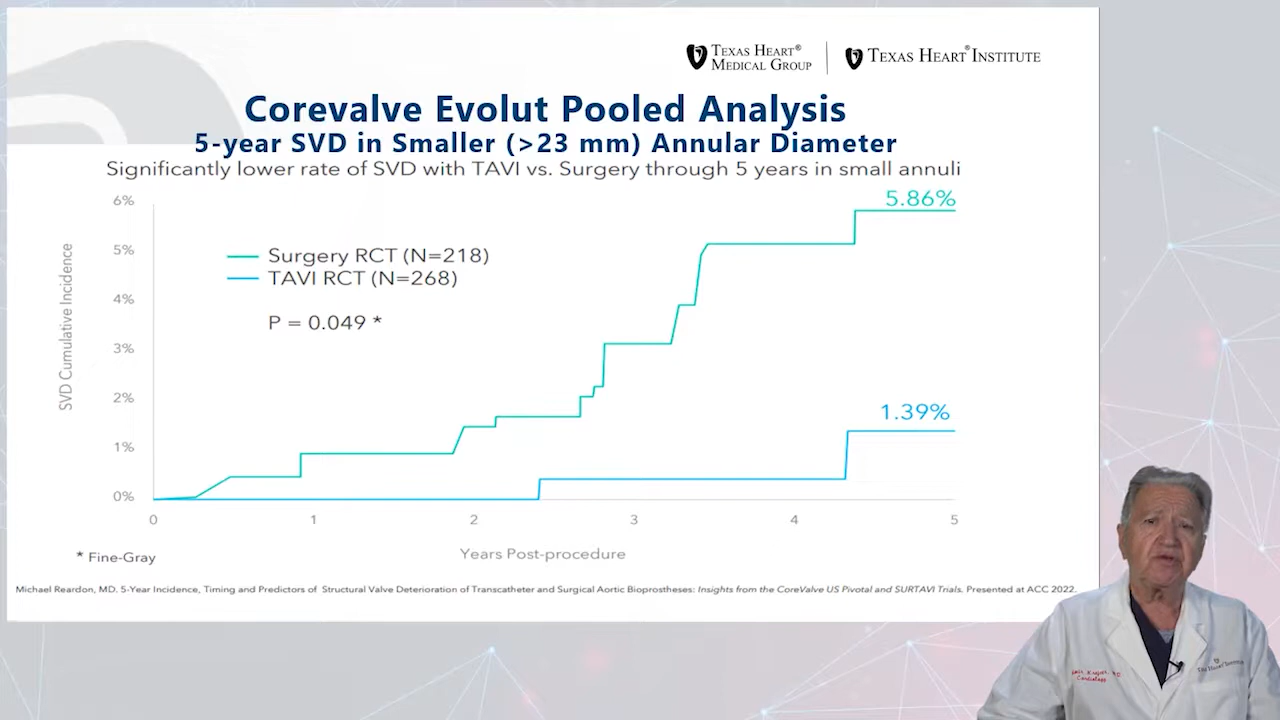 TEXAS HEART®
MEDICAL GROUP
TEXAS HEART® INSTITUTE
Corevalve Evolut Pooled Analysis
5-year SVD in Smaller (>23 mm) Annular Diameter
Significantly lower rate of SVD with TAVI vs. Surgery through 5 years in small annuli
6%
5%
4%
3%
2%
1%
0%
SVD Cumulative Incidence
Surgery RCT (N=218)
TAVI RCT (N=268)
P = 0.049 *
5.86%
1.39%
0 1 2 3 4 5
Years Post-procedure
* Fine-Gray
Michael Reardon, MD. 5-Year Incidence, Timing and Predictors of Structural Valve Deterioration of Transcatheter and Surgical Aortic Bioprostheses: Insights from the CoreValve US Pivotal and SURTAVI Trials. Presented at ACC 2022.
Cardiology
Texas Heart Institute